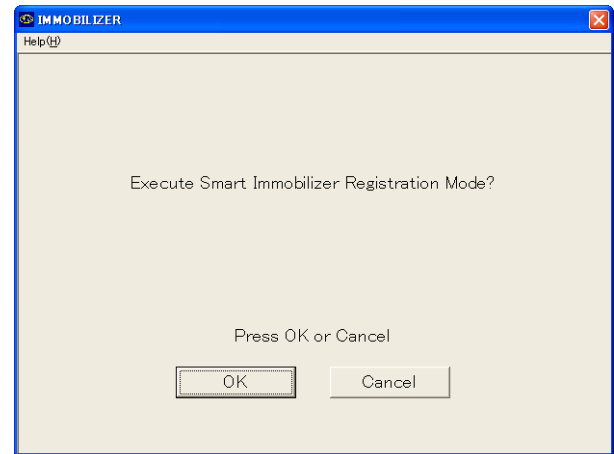 IMMOBILIZER
Help(H)
Execute Smart Immobilizer Registration Mode?
Press OK or Cancel
OK
Cancel